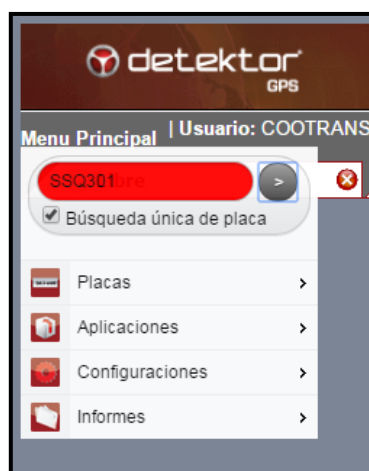 detektor
GPS
Menu Principal | Usuario: COOTRANS
SSQ301
>
Búsqueda única de placa
Placas
Aplicaciones
Configuraciones
Informes